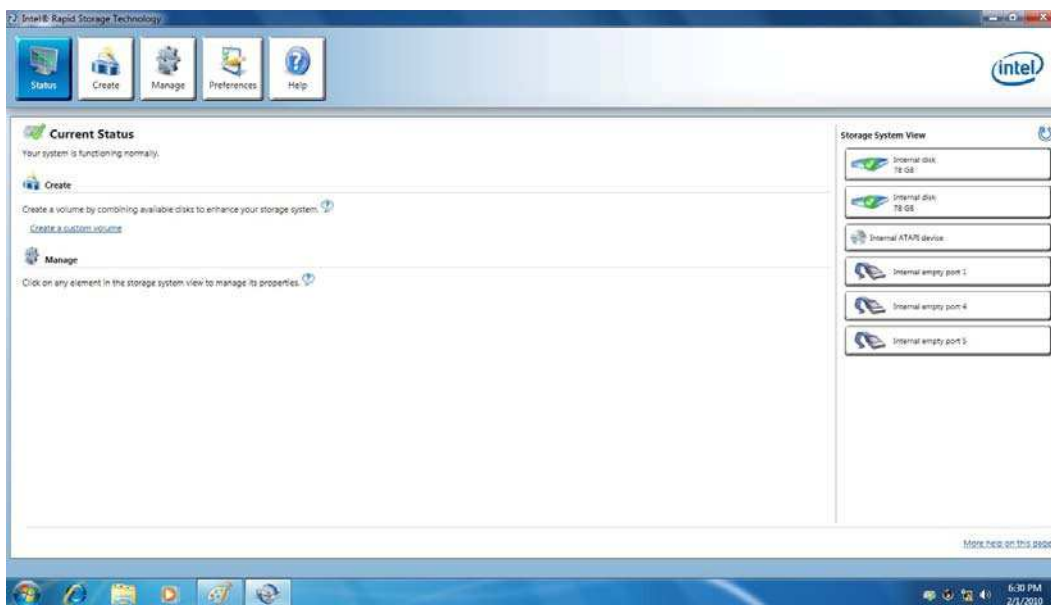 Intel® Rapid Storage Technology
Status
Create
Manage
Preferences
Help
intel
Current Status
Your system is functioning normally.
Create
Create a volume by combining available disks to enhance your storage system.
Create a custom volume
Manage
Click on any element in the storage system view to manage its properties.
Storage System View
Internal disk
78 GB
Internal disk
78 GB
Internal ATAPI device
Internal empty port 1
Internal empty port 4
Internal empty port 5
More help on this page
6:30 PM
2/1/2010